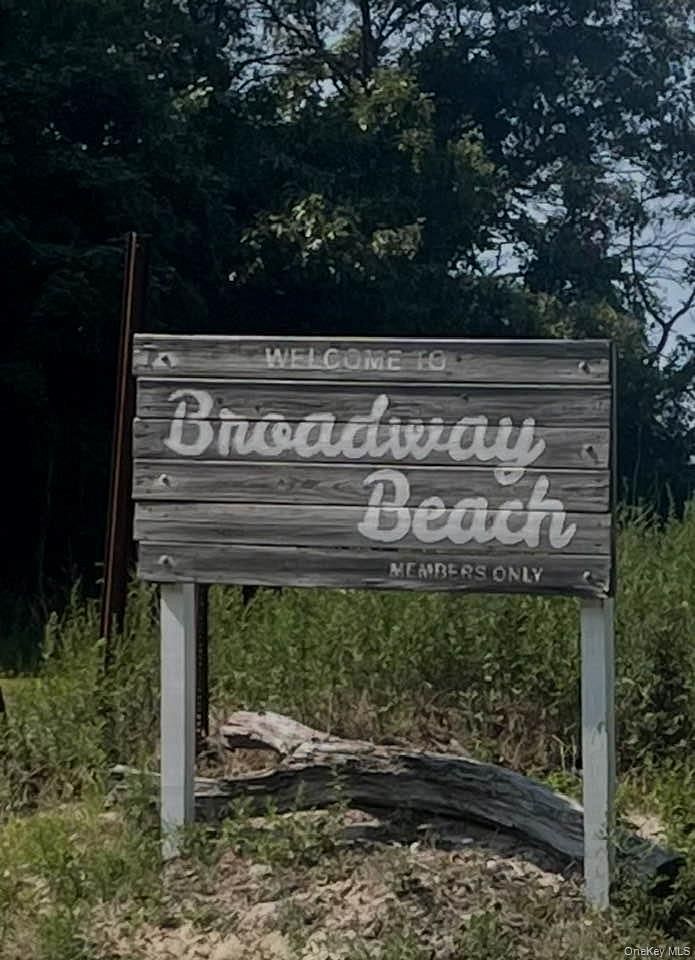 WELCOME TO
Broadway
Beach
MEMBERS ONLY
OneKey MLS